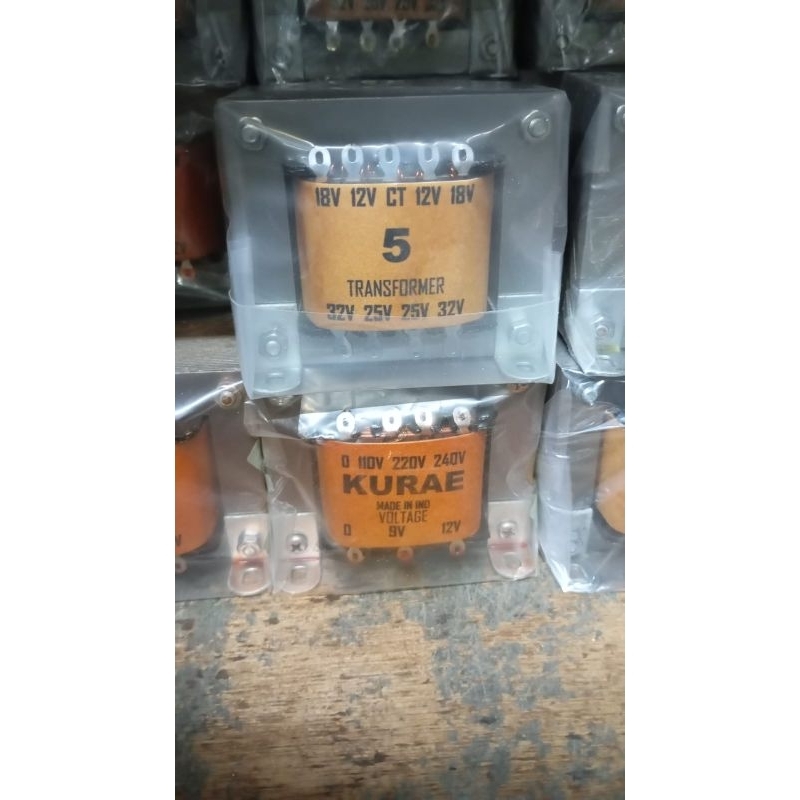 18V 12V CT 12V 18V
5
TRANSFORMER
32V 25V 25V 32V
0 110V 220V 240V
KURAE
MADE IN IND
VOLTAGE
0 9V 12V